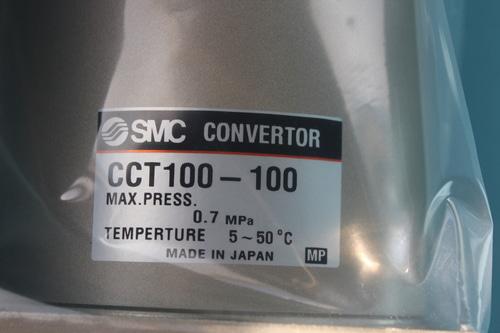 SMC CONVERTOR
CCT100-100
MAX.PRESS.
0.7 MPa
TEMPERTURE 5~50°C
MADE IN JAPAN MP